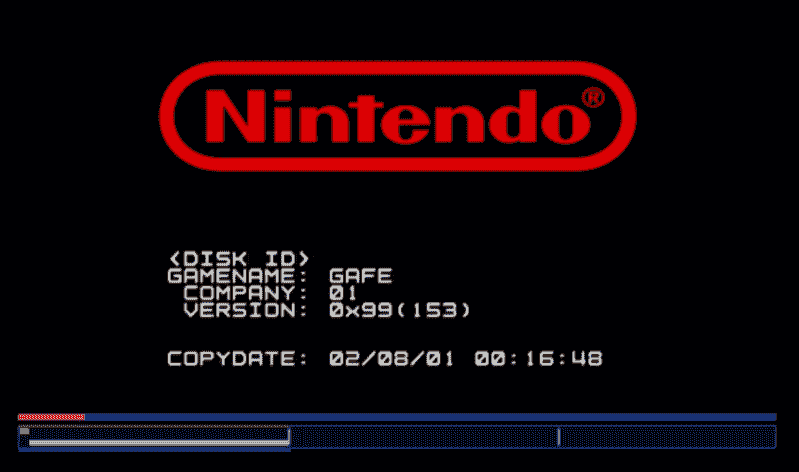 Nintendo®
<DISK ID>
GAMENAME: GAFE
COMPANY: 01
VERSION: 0x99(153)
COPYDATE: 02/08/01 00:16:48